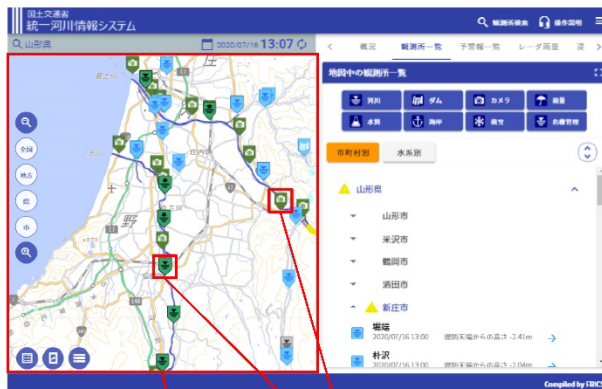 国土交通省
統一河川情報システム
観測所検索
操作説明
山形県
2020/07/16 13:07
概況
観測所一覧
予警報一覧
レーダ雨量
地図中の観測所一覧
河川
ダム
カメラ
雨量
水質
海岸
積雪
危機管理
市町村別
水系別
全国
地方
県
市
山形県
山形市
米沢市
鶴岡市
酒田市
新庄市
堀端
2020/07/16 13:00 堤防天端からの高さ -2.41m
朴沢
2020/07/16 13:00 堤防天端からの高さ -2.04m
Compiled by FRICS